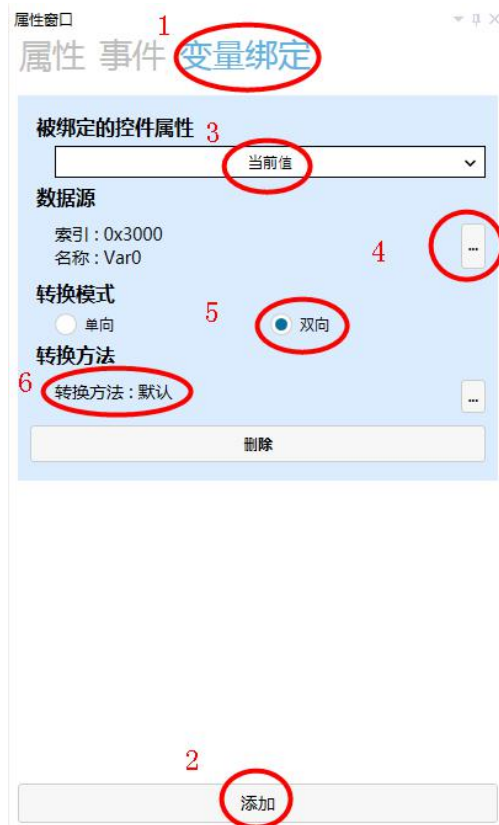 属性窗口
1
属性 事件 变量绑定
被绑定的控件属性 3
当前值
数据源
索引：0x3000
名称：Var0
4
...
转换模式
单向 5 双向
转换方法
6 转换方法：默认 ...
删除
2
添加